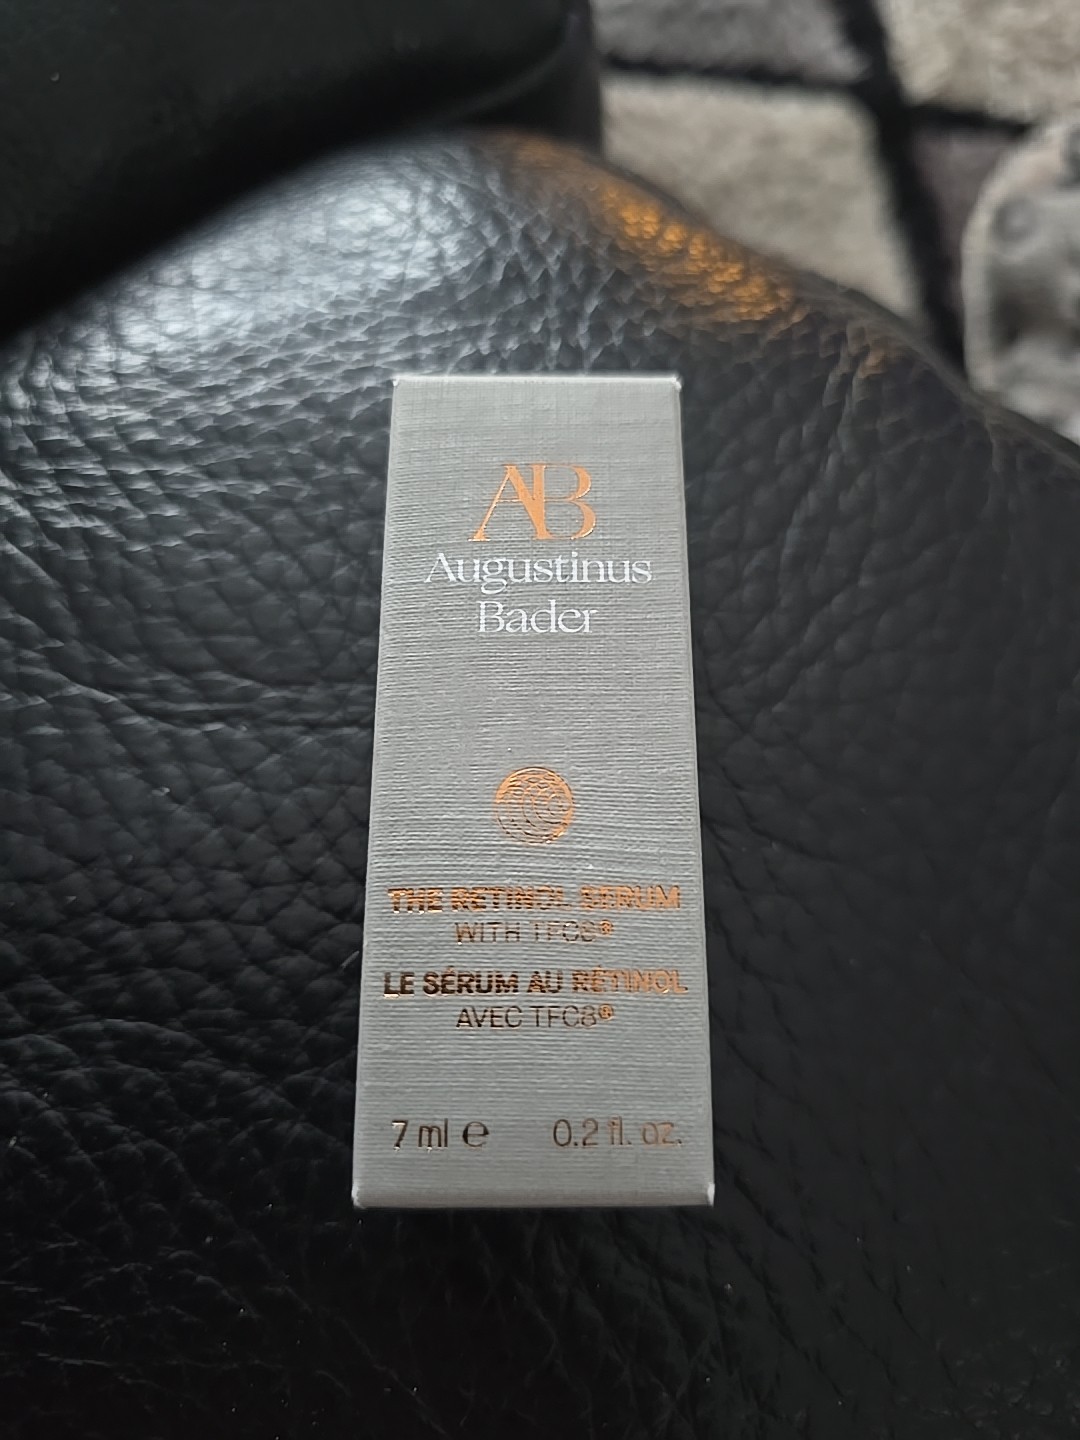 AB
Augustinus
Bader
THE RETINOL SERUM
WITH TFC8®
LE SÉRUM AU RÉTINOL
AVEC TFC8®
7 ml ℮ 0.2 fl. oz.